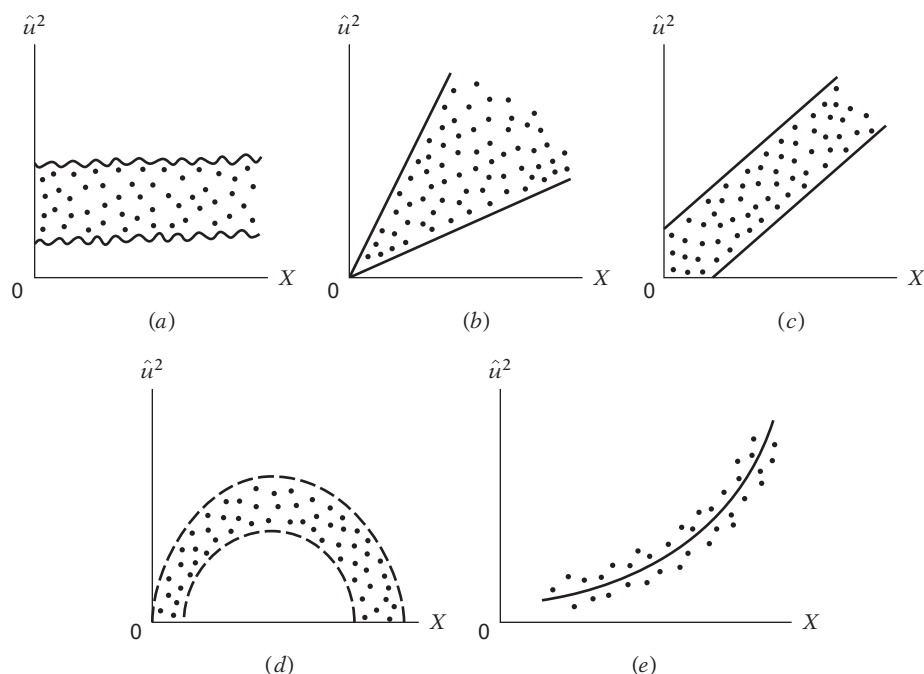 û² û² û²
0 X 0 X 0 X
(a) (b) (c)
û² û²
0 X 0 X
(d) (e)